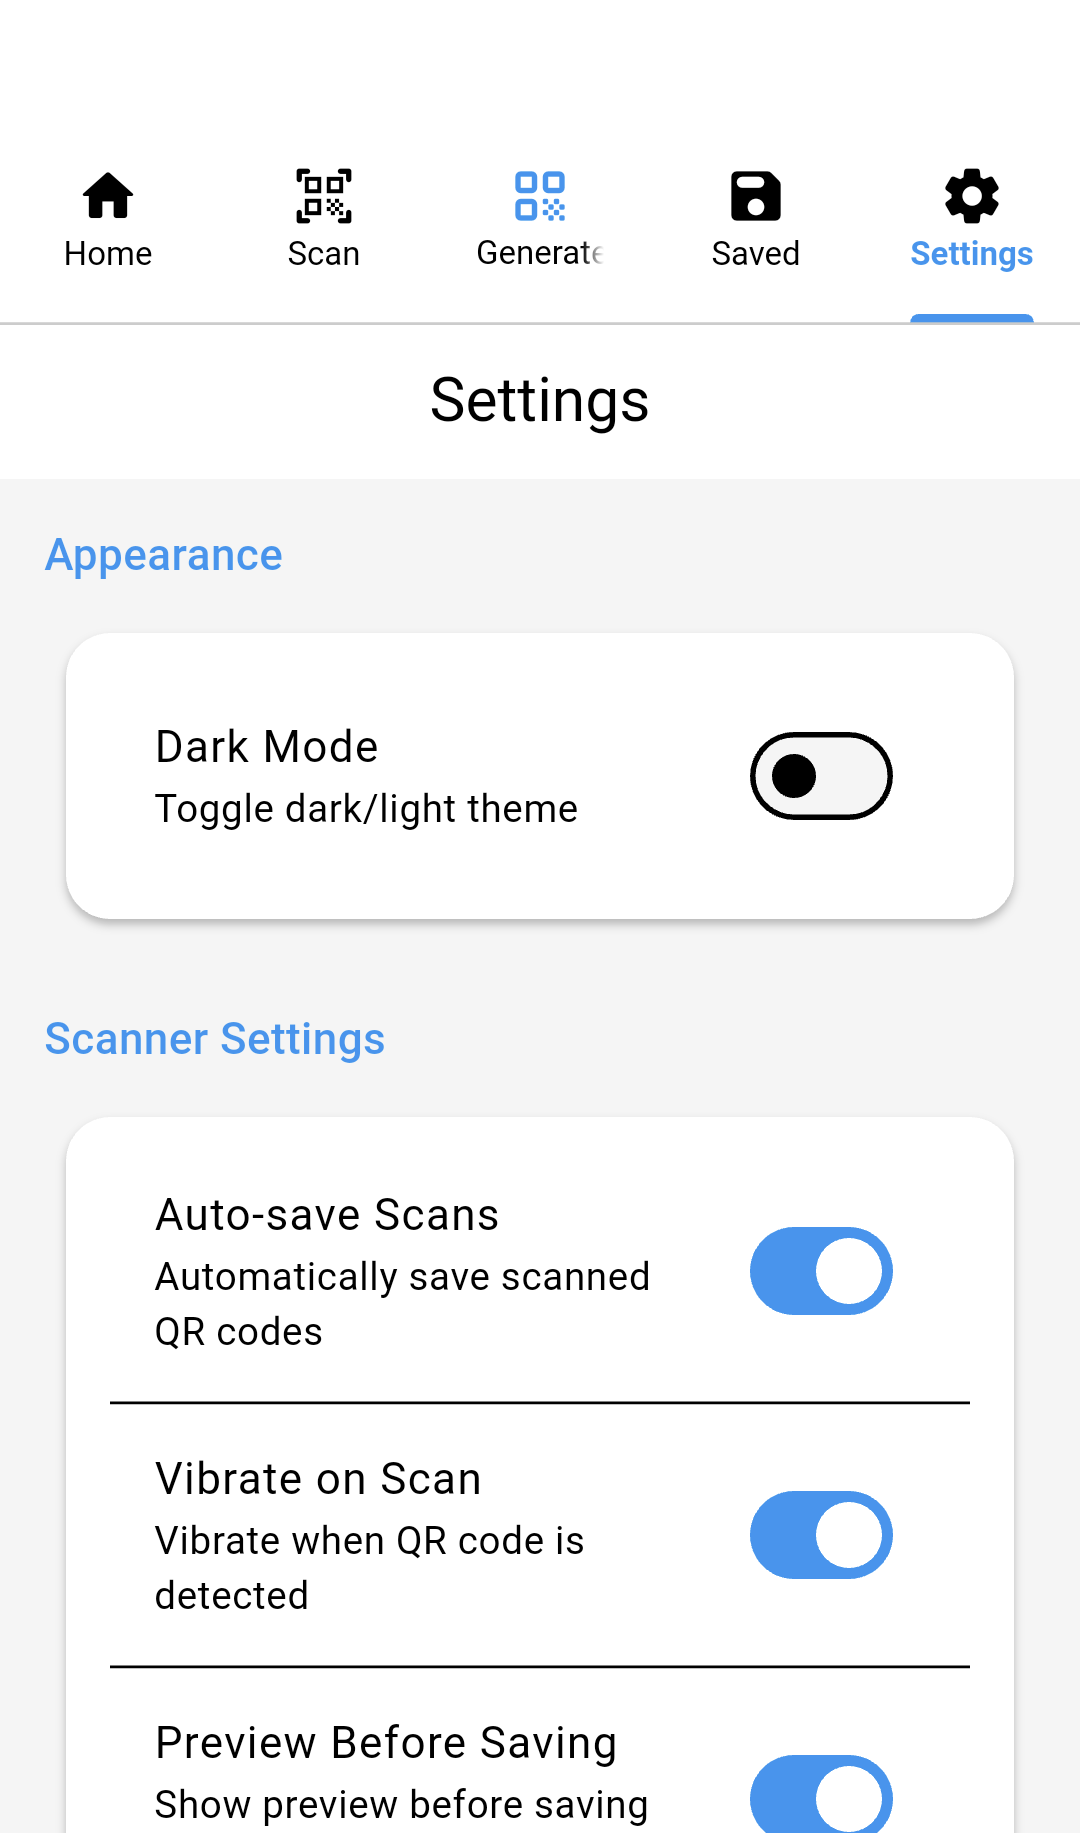 Home
Scan
Generate
Saved
Settings
Settings
Appearance
Dark Mode
Toggle dark/light theme
Scanner Settings
Auto-save Scans
Automatically save scanned
QR codes
Vibrate on Scan
Vibrate when QR code is
detected
Preview Before Saving
Show preview before saving